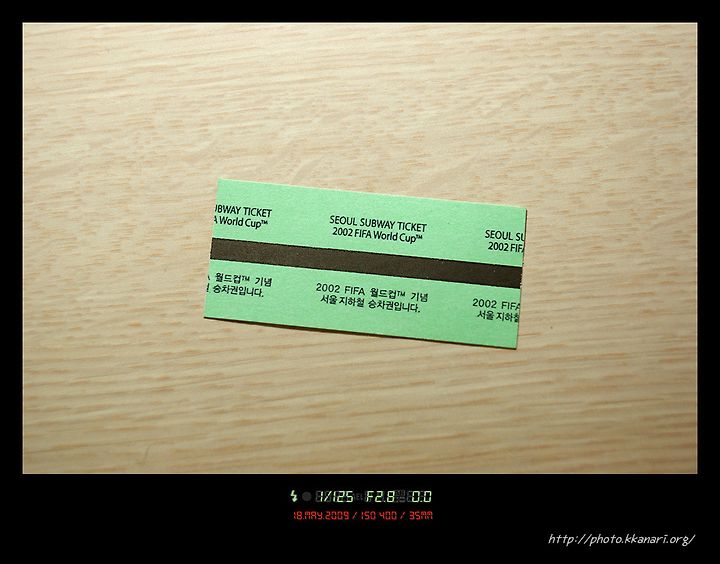 UBWAY TICKET
A World Cup™
SEOUL SUBWAY TICKET
2002 FIFA World Cup™
SEOUL SU
2002 FIFA
월드컵™ 기념
승차권입니다.
2002 FIFA 월드컵™ 기념
서울 지하철 승차권입니다.
2002 FIFA
서울 지하철
1/125 F2.8 0.0
18.MAY.2009 / ISO 400 / 35MM
http://photo.kkanari.org/